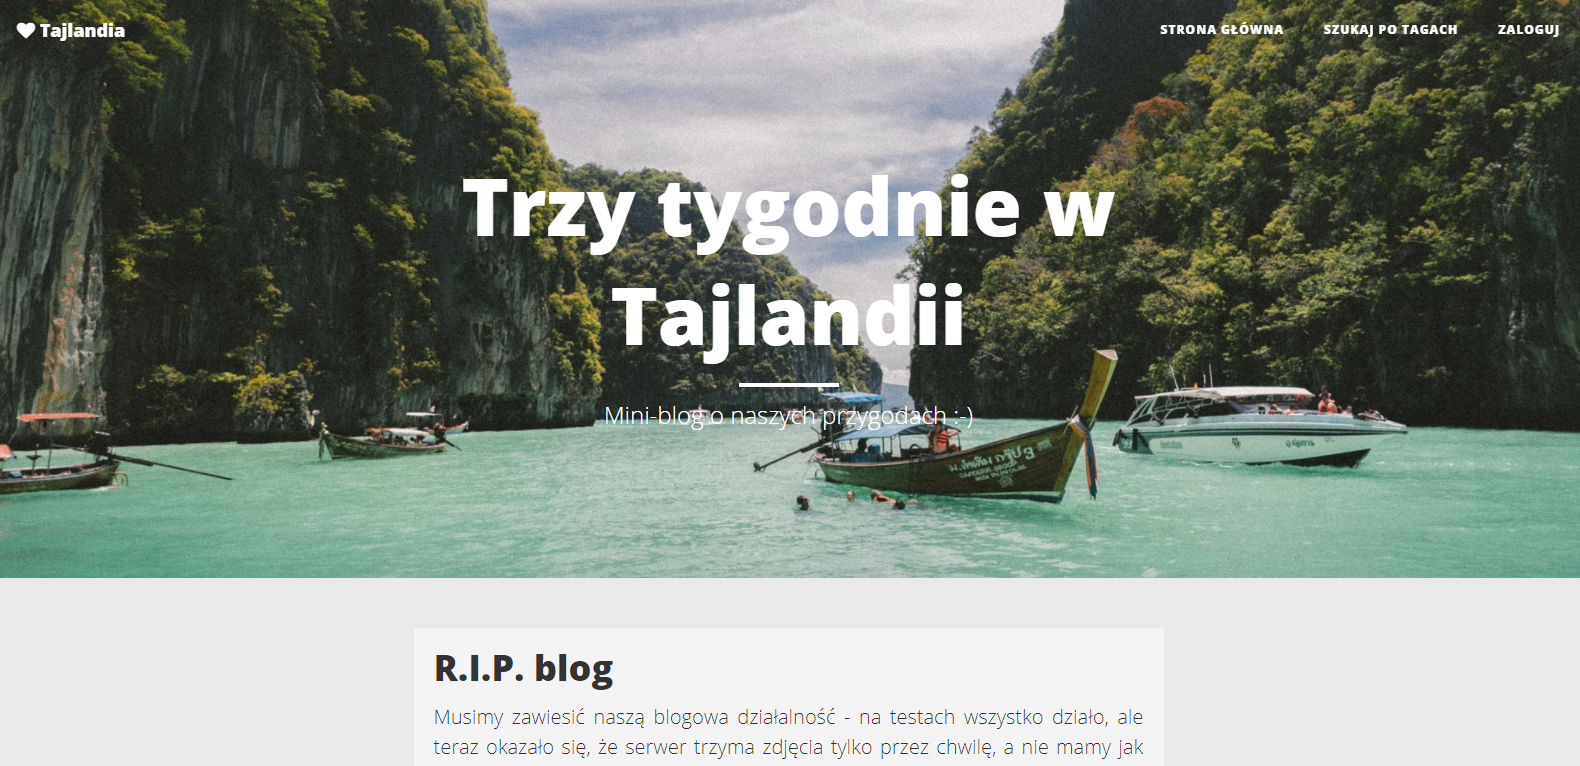 Tajlandia
STRONA GŁÓWNA SZUKAJ PO TAGACH ZALOGUJ
Trzy tygodnie w
Tajlandii
Mini-blog o naszych przygodach :-)
R.I.P. blog
Musimy zawiesić naszą blogowa działalność - na testach wszystko działo, ale
teraz okazało się, że serwer trzyma zdjęcia tylko przez chwilę, a nie mamy jak